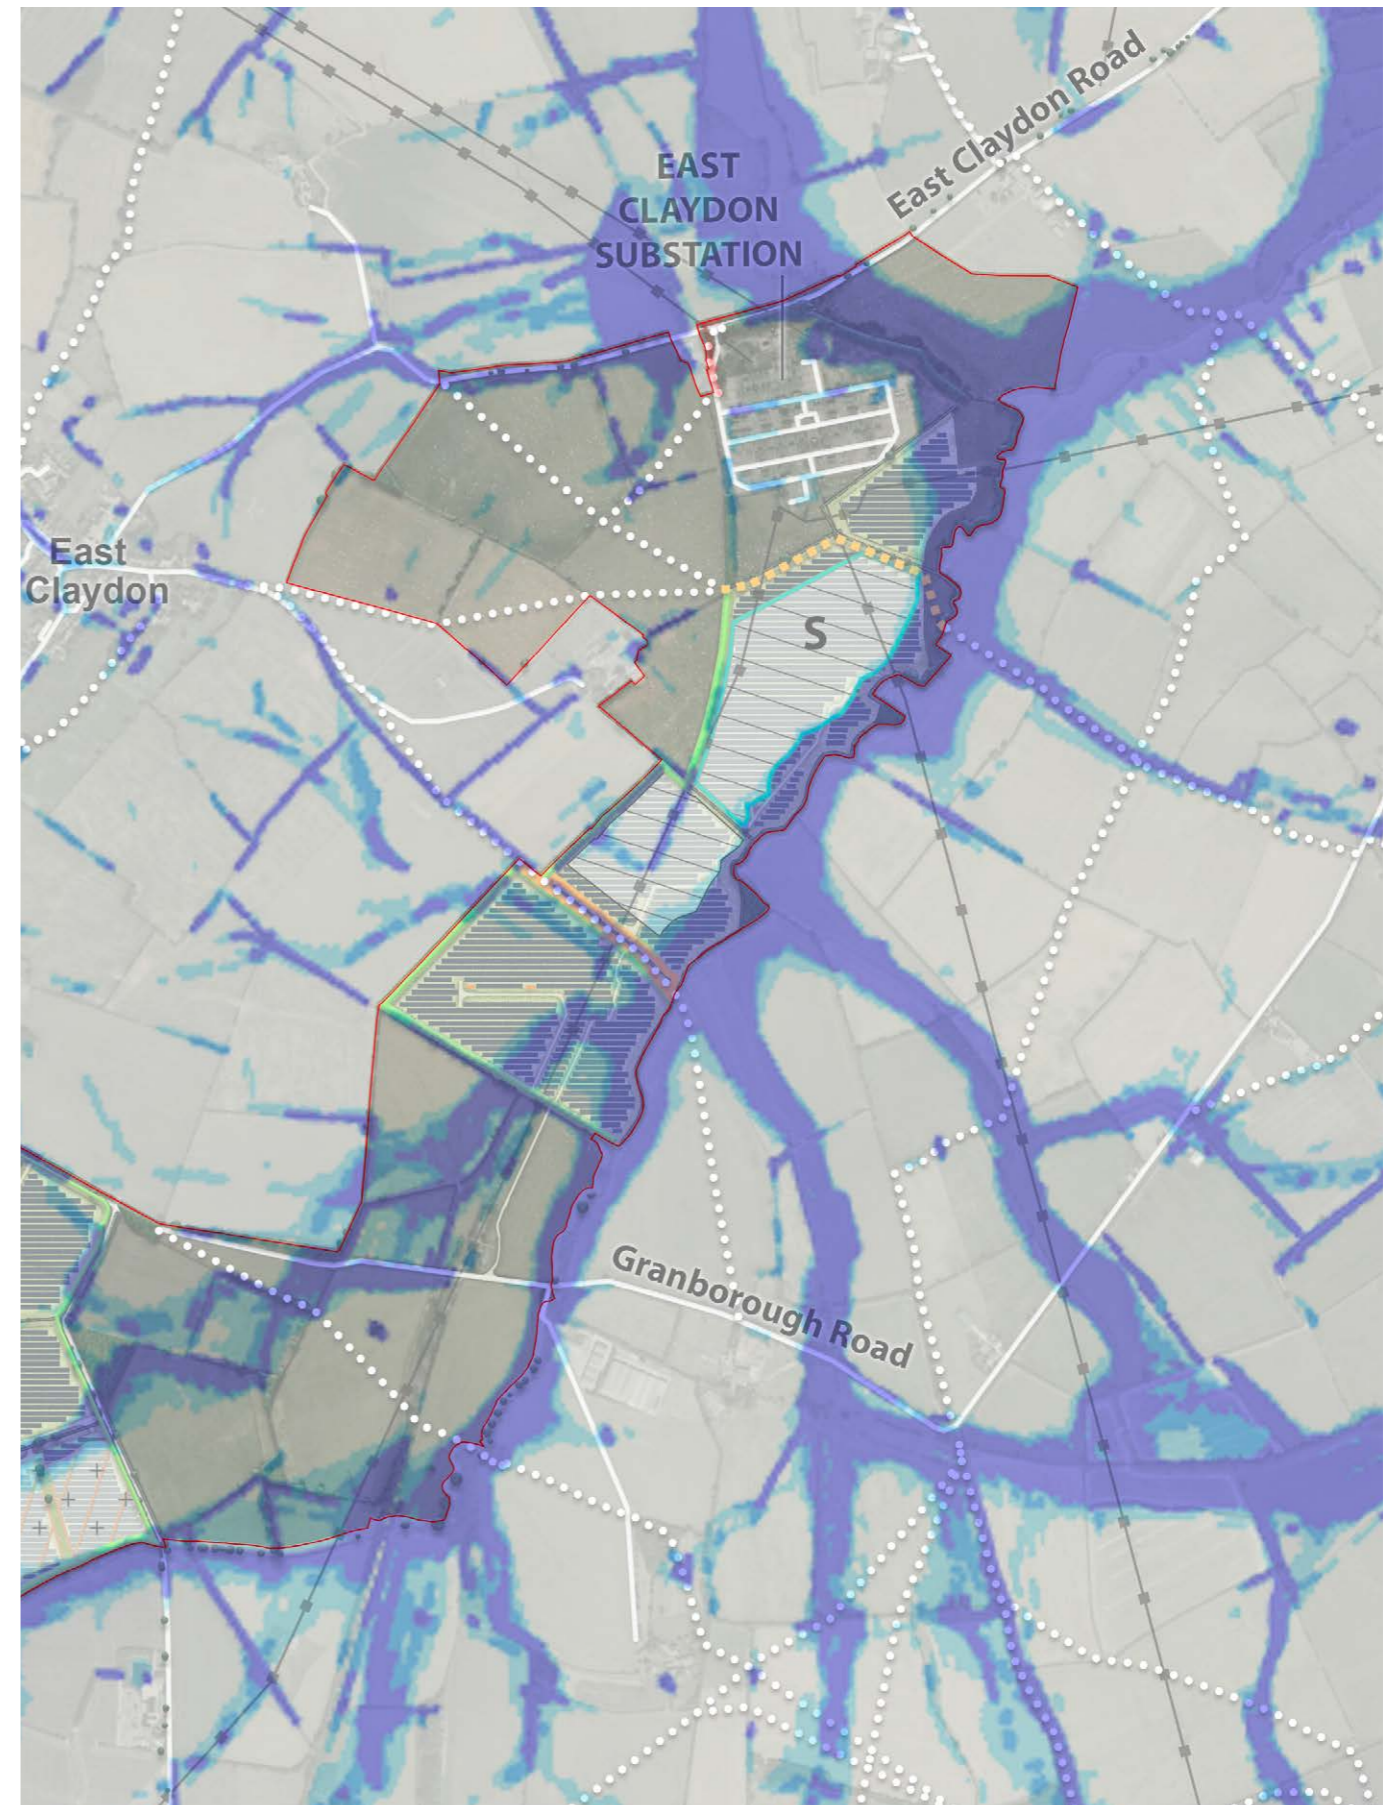 East Claydon Road
EAST
CLAYDON
SUBSTATION
East
Claydon
S
Granborough Road